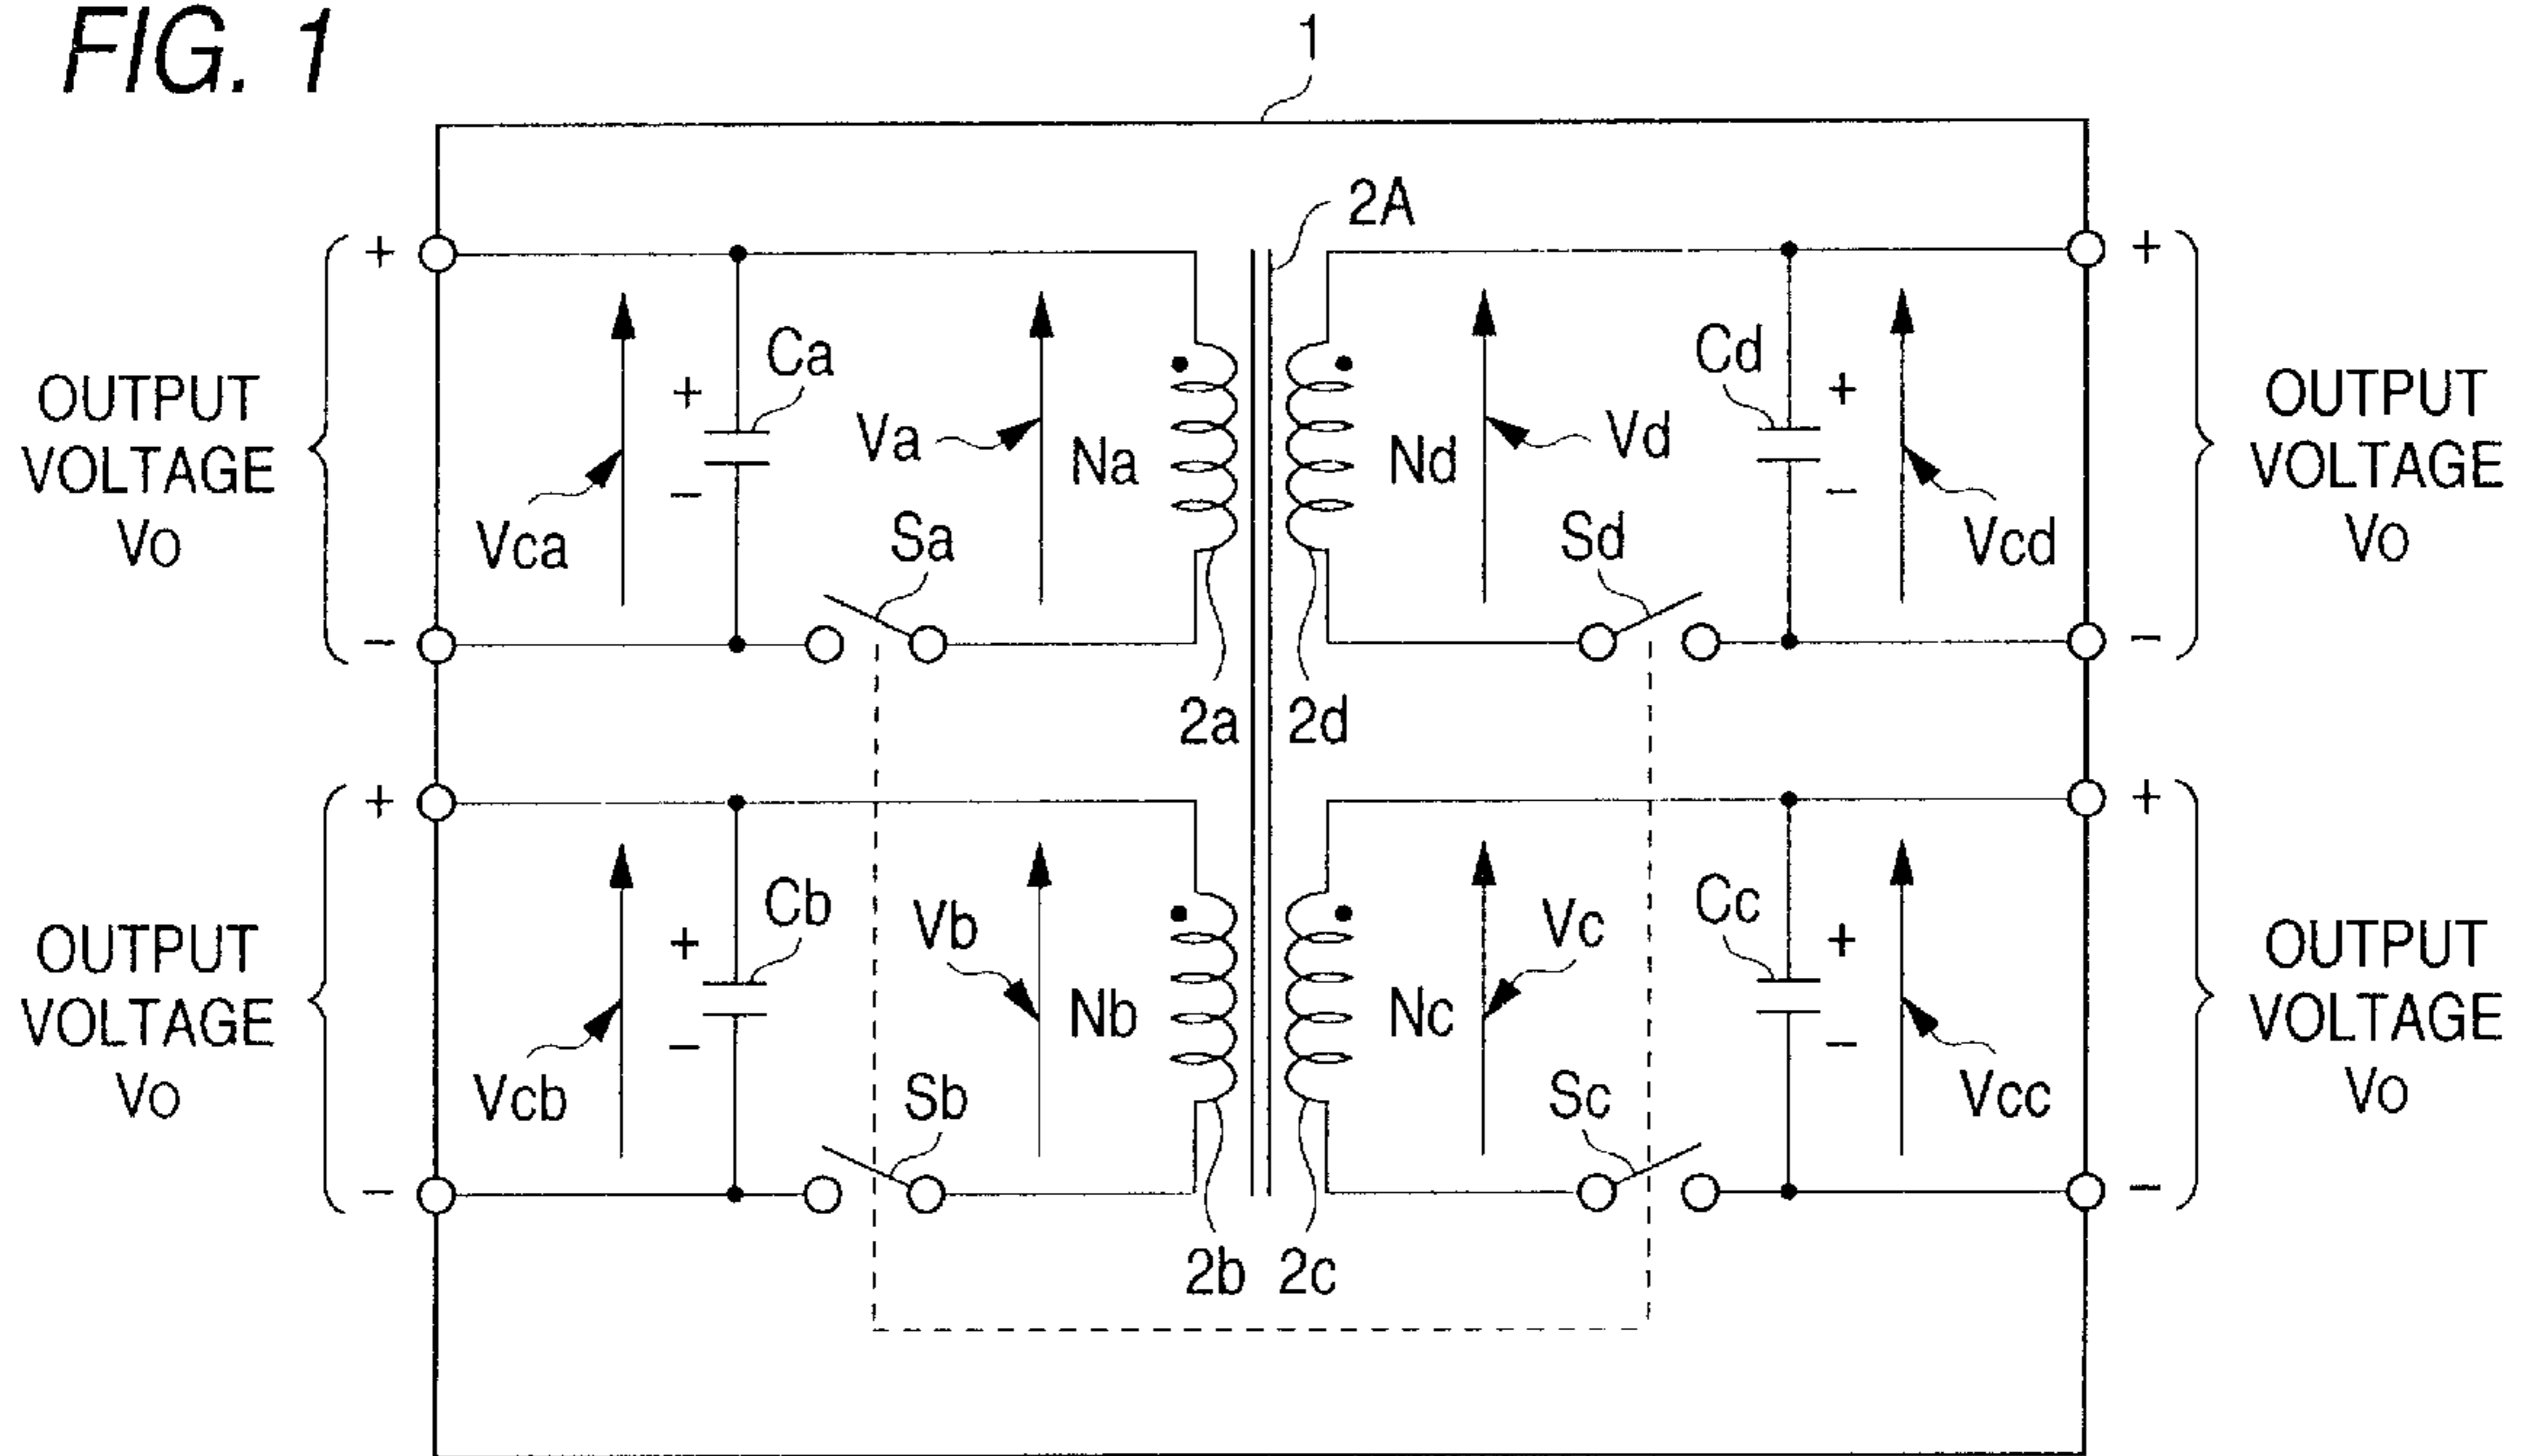 FIG. 1
1
2A
+
+
OUTPUT
VOLTAGE
Vo
Vca
+
−
Ca
Va
Na
Nd
Vd
Cd
+
−
Vcd
OUTPUT
VOLTAGE
Vo
Sa
Sd
−
−
2a
2d
+
+
OUTPUT
VOLTAGE
Vo
Vcb
+
−
Cb
Vb
Nb
Nc
Vc
Cc
+
−
Vcc
OUTPUT
VOLTAGE
Vo
Sb
Sc
−
−
2b
2c